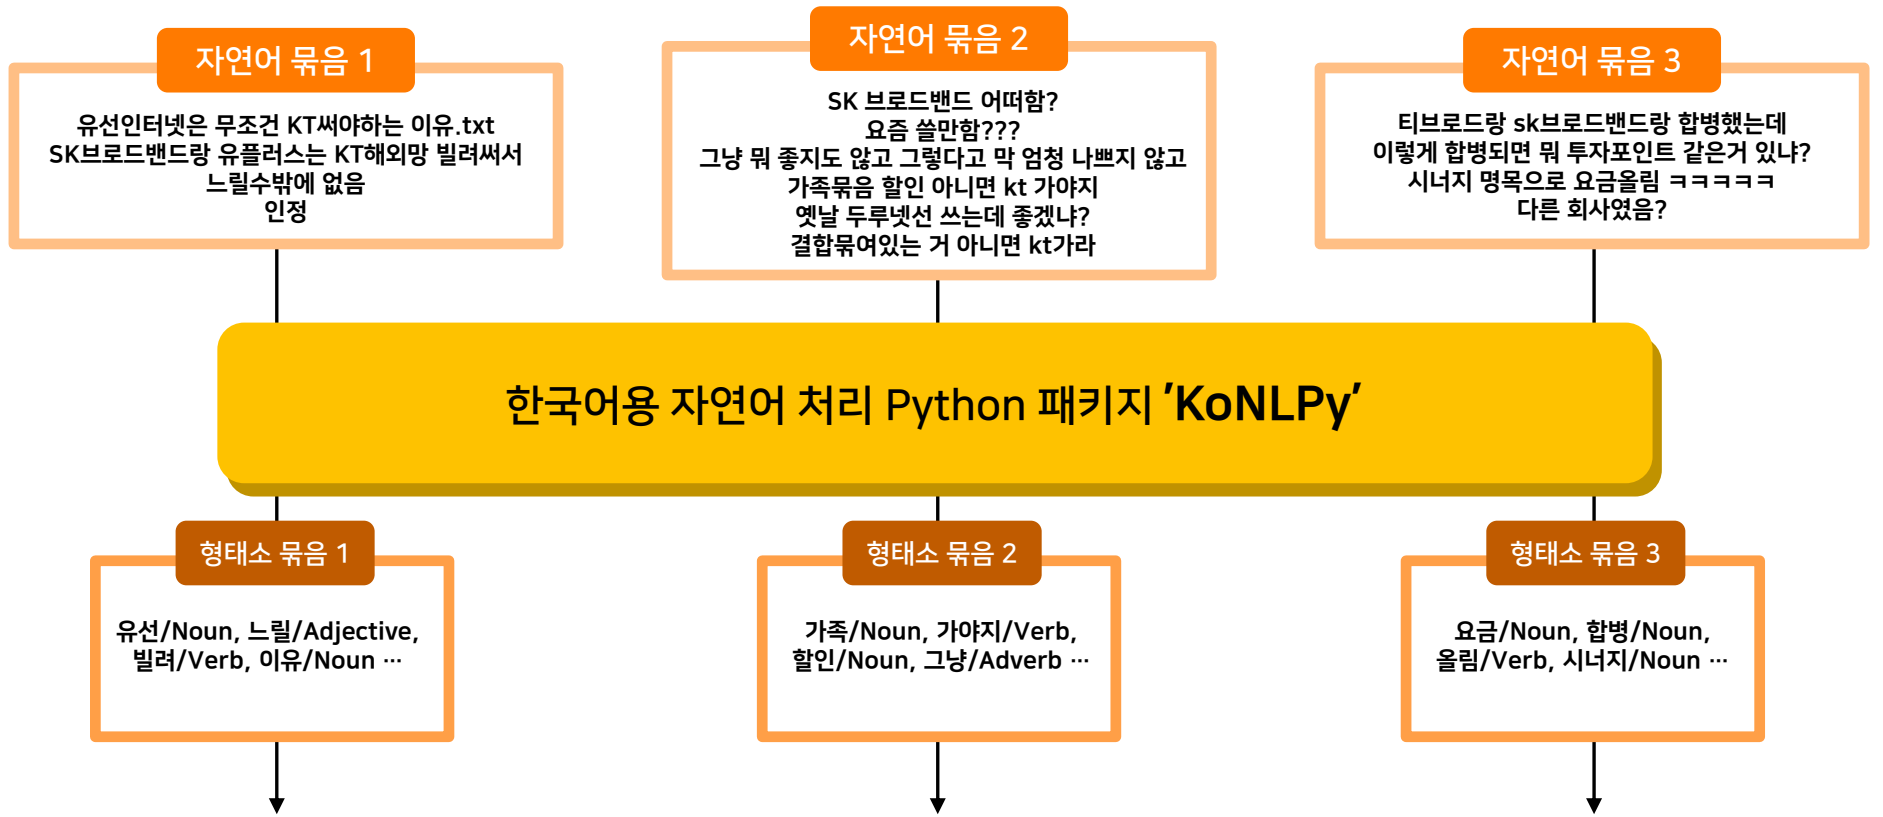 자연어 묶음 1
유선인터넷은 무조건 KT써야하는 이유.txt
SK브로드밴드랑 유플러스는 KT해외망 빌려써서
느릴수밖에 없음
인정
자연어 묶음 2
SK 브로드밴드 어떠함?
요즘 쓸만함???
그냥 뭐 좋지도 않고 그렇다고 막 엄청 나쁘지 않고
가족묶음 할인 아니면 kt 가야지
옛날 두루넷선 쓰는데 좋겠냐?
결합묶여있는 거 아니면 kt가라
자연어 묶음 3
티브로드랑 sk브로드밴드랑 합병했는데
이렇게 합병되면 뭐 투자포인트 같은거 있냐?
시너지 명목으로 요금올림 ㅋㅋㅋㅋㅋ
다른 회사였음?
한국어용 자연어 처리 Python 패키지 'KoNLPy'
형태소 묶음 1
유선/Noun, 느릴/Adjective,
빌려/Verb, 이유/Noun ···
형태소 묶음 2
가족/Noun, 가야지/Verb,
할인/Noun, 그냥/Adverb ···
형태소 묶음 3
요금/Noun, 합병/Noun,
올림/Verb, 시너지/Noun ···